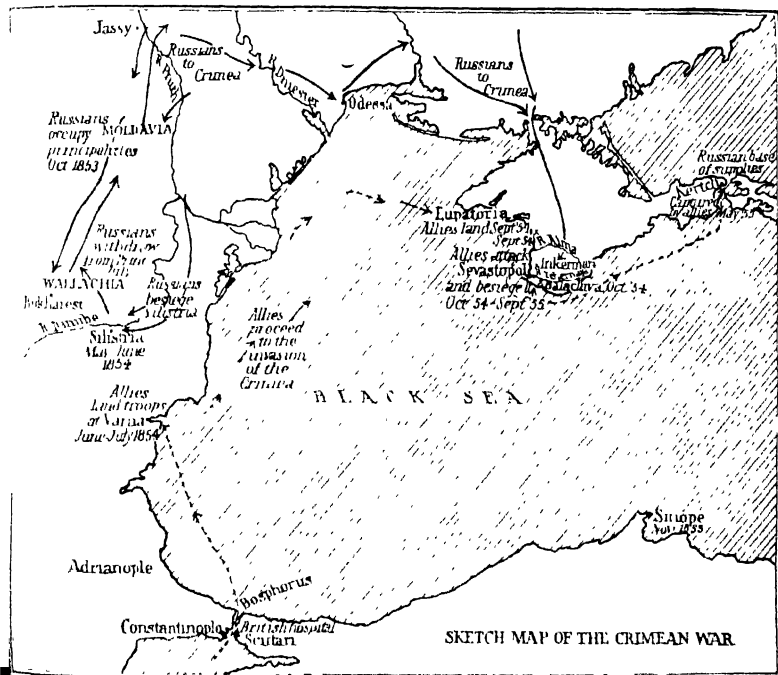 Jassy
R. Pruth
Russians
to
Crimea
R Dniester
Odessa
Russians
to
Crimea
Russians
occupy MOLDAVIA
principalities
Oct 1853
Russian base
of supplies
Kertch
Captured
by allies May 55
Eupatoria
Allies land Sept 54
Sept 54
R. Alma
Allies attack
Inkerman
Sevastopol
and besiege it Balaclava, Oct '54
Oct 54 - Sept 55
Russians
withdraw
from
WALLACHIA
Bukharest
R. Danube
Russians
besiege
Silistria
Silistria
May June
1854
Allies
proceed
to the
invasion
of the
Crimea
BLACK SEA
Allies
land troops
at Varna
June-July 1854
Sinope
Nov. 1853
Adrianople
Bosphorus
Constantinople
British hospital
Scutari
SKETCH MAP OF THE CRIMEAN WAR